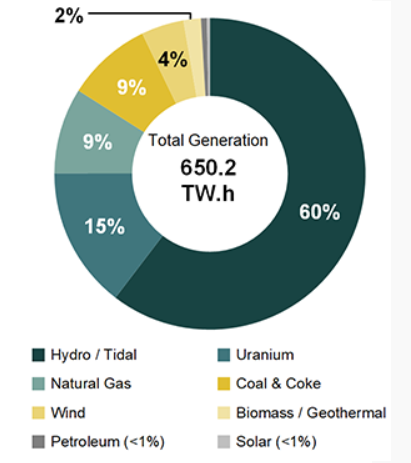 2%
4%
9%
9%
15%
60%
Total Generation
650.2
TW.h
Hydro / Tidal
Uranium
Natural Gas
Coal & Coke
Wind
Biomass / Geothermal
Petroleum (<1%)
Solar (<1%)